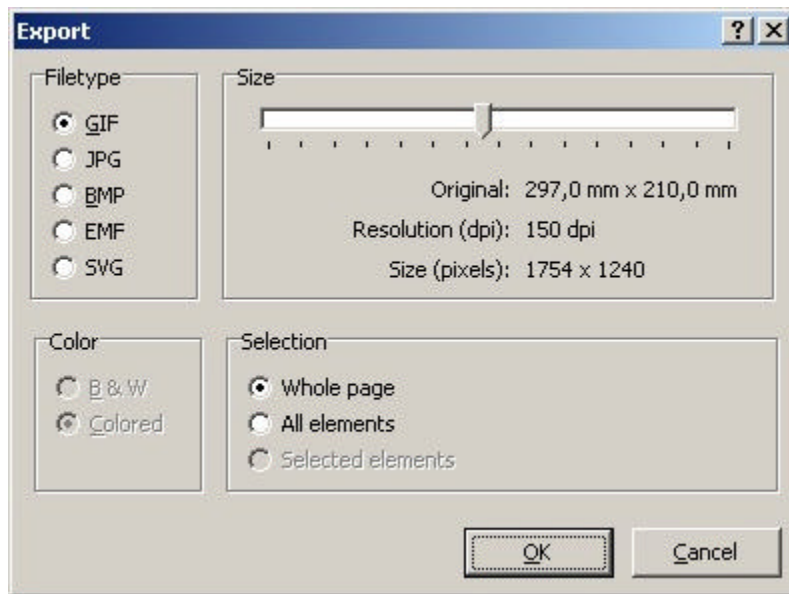 Export
Filetype
GIF
JPG
BMP
EMF
SVG
Size
Original: 297,0 mm x 210,0 mm
Resolution (dpi): 150 dpi
Size (pixels): 1754 x 1240
Color
B & W
Colored
Selection
Whole page
All elements
Selected elements
OK
Cancel